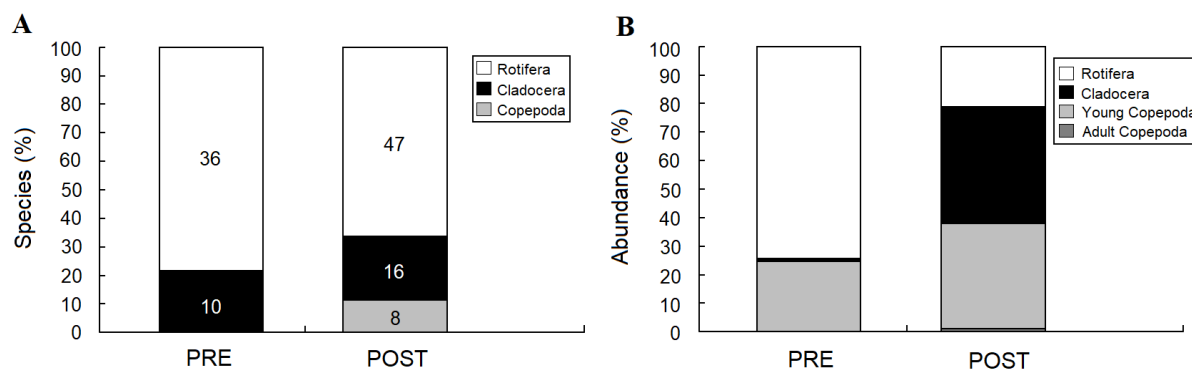 A
Species (%)
100
90
80
70
60
50
40
30
20
10
0
36
10
47
16
8
PRE
POST
Rotifera
Cladocera
Copepoda
B
Abundance (%)
100
90
80
70
60
50
40
30
20
10
0
PRE
POST
Rotifera
Cladocera
Young Copepoda
Adult Copepoda